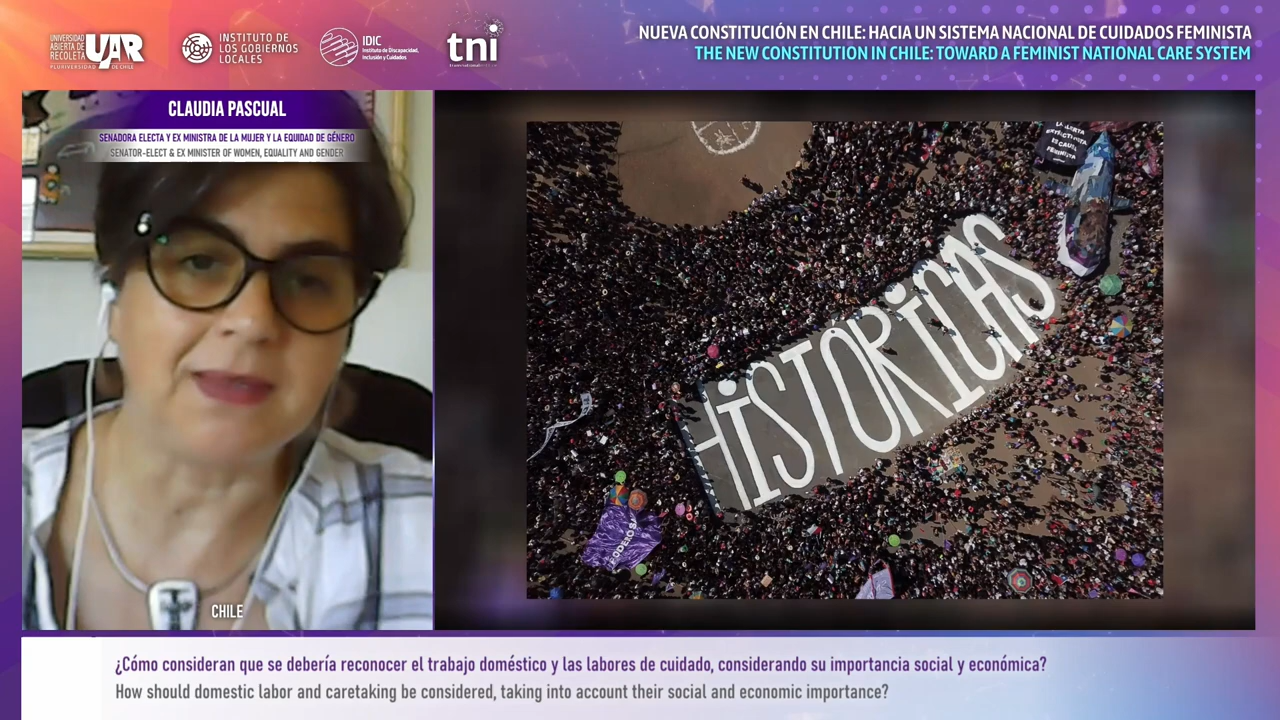 UNIVERSIDAD
ABIERTA DE
RECOLETA
UAR
PLURIVERSIDAD DE CHILE
INSTITUTO DE
LOS GOBIERNOS
LOCALES
IDIC
Instituto de Discapacidad,
Inclusión y Cuidados
tni
NUEVA CONSTITUCIÓN EN CHILE: HACIA UN SISTEMA NACIONAL DE CUIDADOS FEMINISTA
THE NEW CONSTITUTION IN CHILE: TOWARD A FEMINIST NATIONAL CARE SYSTEM
CLAUDIA PASCUAL
SENADORA ELECTA Y EX MINISTRA DE LA MUJER Y LA EQUIDAD DE GÉNERO
SENATOR-ELECT & EX MINISTER OF WOMEN, EQUALITY AND GENDER
HISTÓRICAS
CHILE
¿Cómo consideran que se debería reconocer el trabajo doméstico y las labores de cuidado, considerando su importancia social y económica?
How should domestic labor and caretaking be considered, taking into account their social and economic importance?